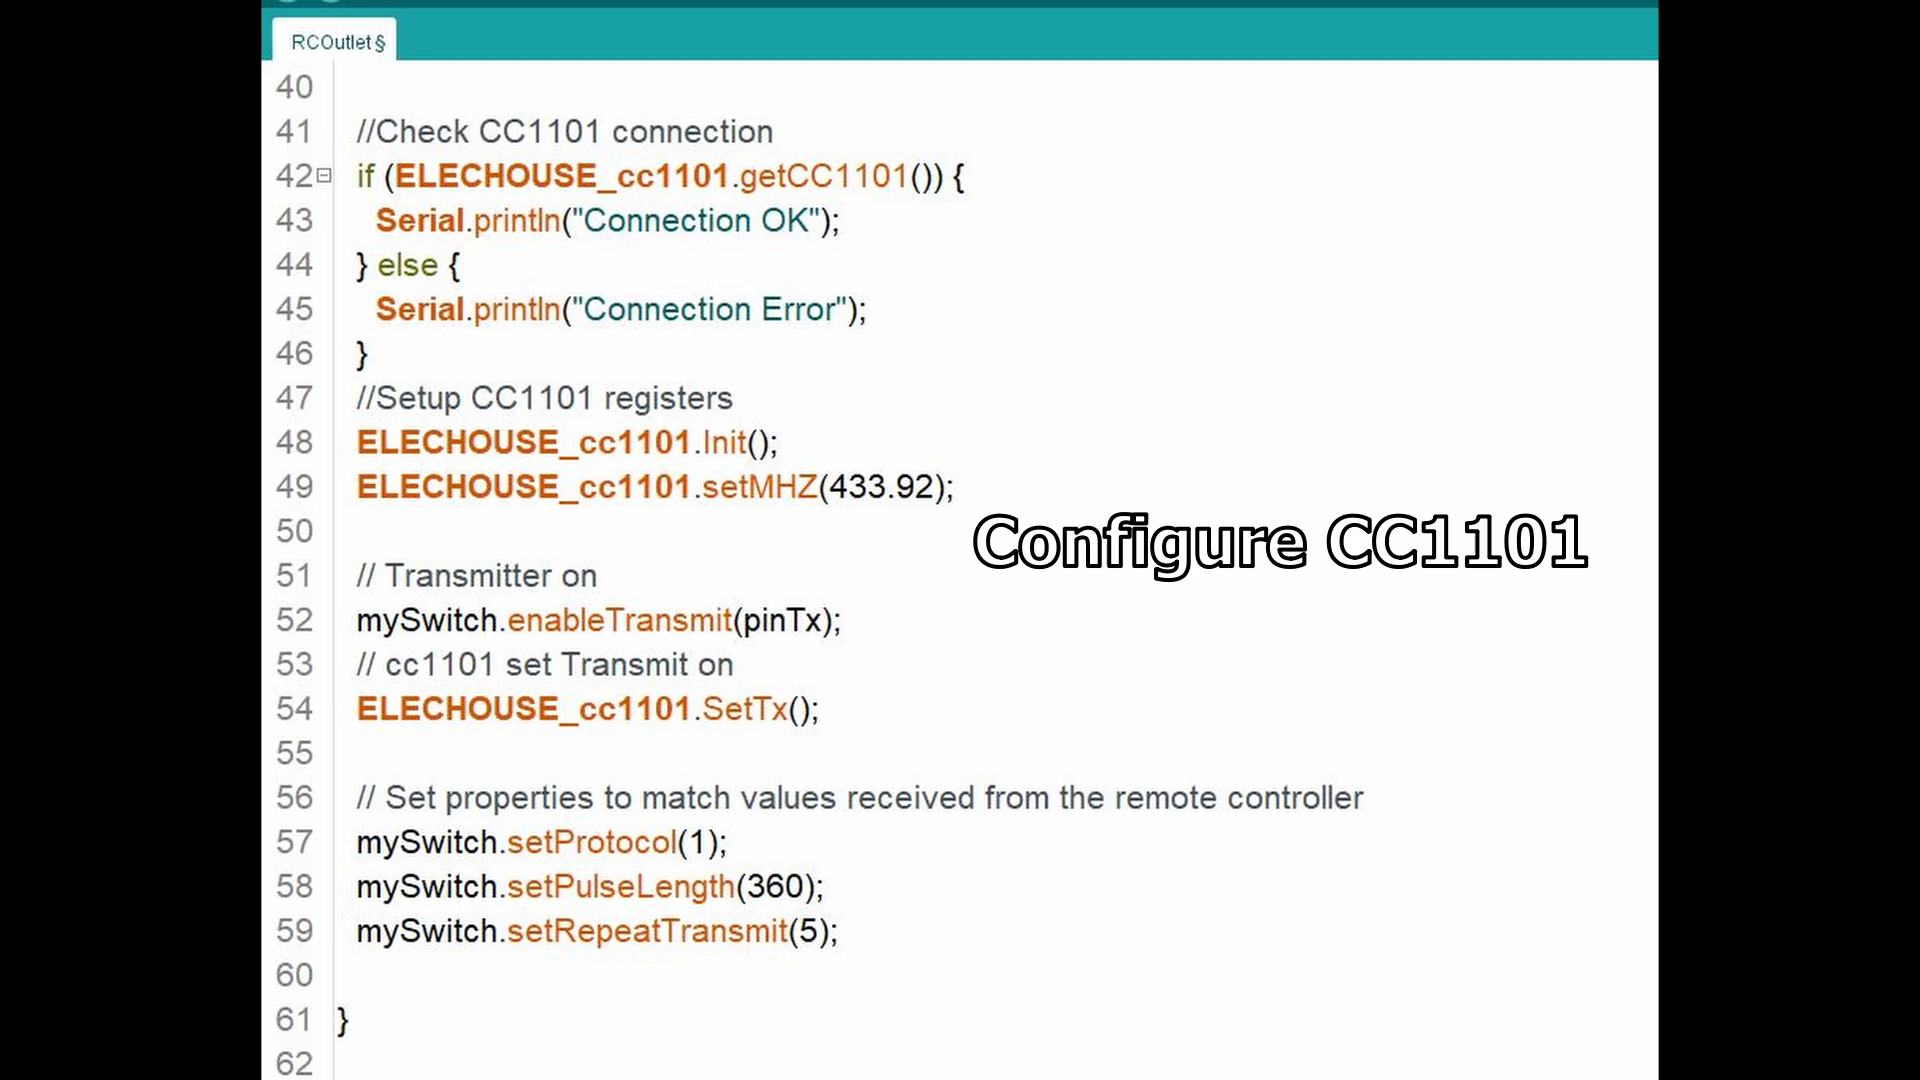 RCOutlet§
40
41 //Check CC1101 connection
42 if (ELECHOUSE_cc1101.getCC1101()) {
43 Serial.println("Connection OK");
44 } else {
45 Serial.println("Connection Error");
46 }
47 //Setup CC1101 registers
48 ELECHOUSE_cc1101.Init();
49 ELECHOUSE_cc1101.setMHZ(433.92);
50
Configure CC1101
51 // Transmitter on
52 mySwitch.enableTransmit(pinTx);
53 // cc1101 set Transmit on
54 ELECHOUSE_cc1101.SetTx();
55
56 // Set properties to match values received from the remote controller
57 mySwitch.setProtocol(1);
58 mySwitch.setPulseLength(360);
59 mySwitch.setRepeatTransmit(5);
60
61 }
62